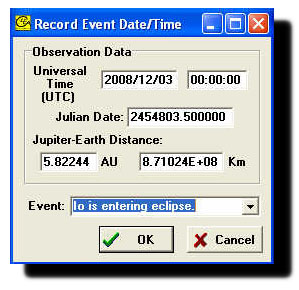 Record Event Date/Time
Observation Data
Universal Time (UTC) 2008/12/03 00:00:00
Julian Date: 2454803.500000
Jupiter-Earth Distance:
5.82244 AU 8.71024E+08 Km
Event: Io is entering eclipse.
OK Cancel